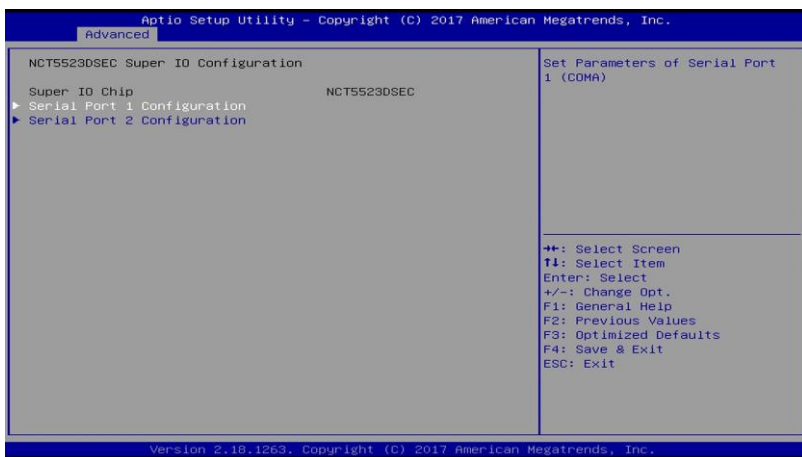 Aptio Setup Utility – Copyright (C) 2017 American Megatrends, Inc.
Advanced
NCT5523DSEC Super IO Configuration
Super IO Chip NCT5523DSEC
▶ Serial Port 1 Configuration
▶ Serial Port 2 Configuration
Set Parameters of Serial Port
1 (COMA)
→←: Select Screen
↑↓: Select Item
Enter: Select
+/-: Change Opt.
F1: General Help
F2: Previous Values
F3: Optimized Defaults
F4: Save & Exit
ESC: Exit
Version 2.18.1263. Copyright (C) 2017 American Megatrends, Inc.